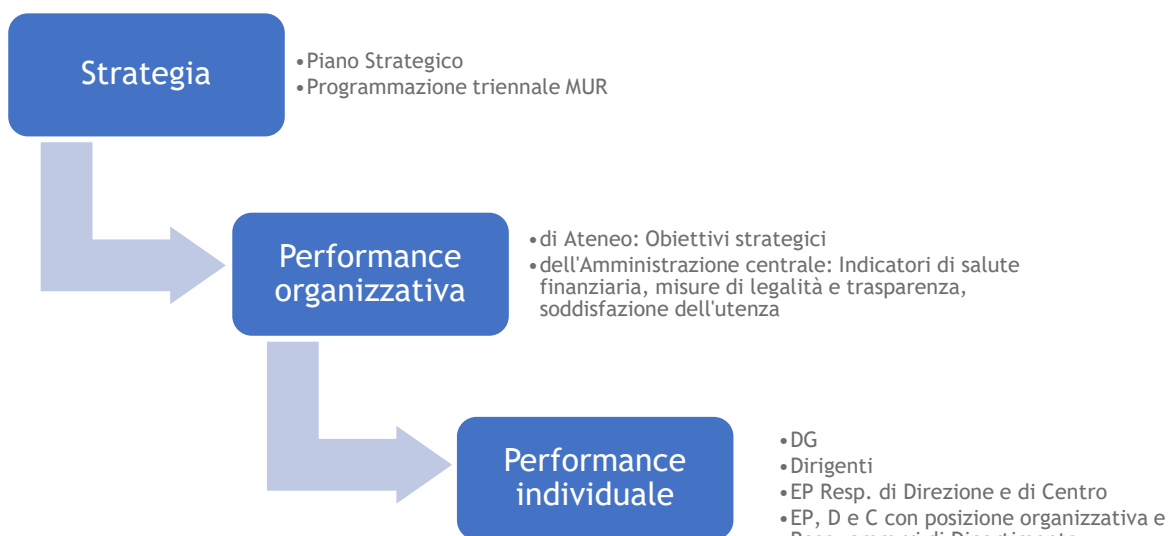 Strategia
•Piano Strategico
•Programmazione triennale MUR
Performance
organizzativa
•di Ateneo: Obiettivi strategici
•dell'Amministrazione centrale: Indicatori di salute
finanziaria, misure di legalità e trasparenza,
soddisfazione dell'utenza
Performance
individuale
•DG
•Dirigenti
•EP Resp. di Direzione e di Centro
•EP, D e C con posizione organizzativa e